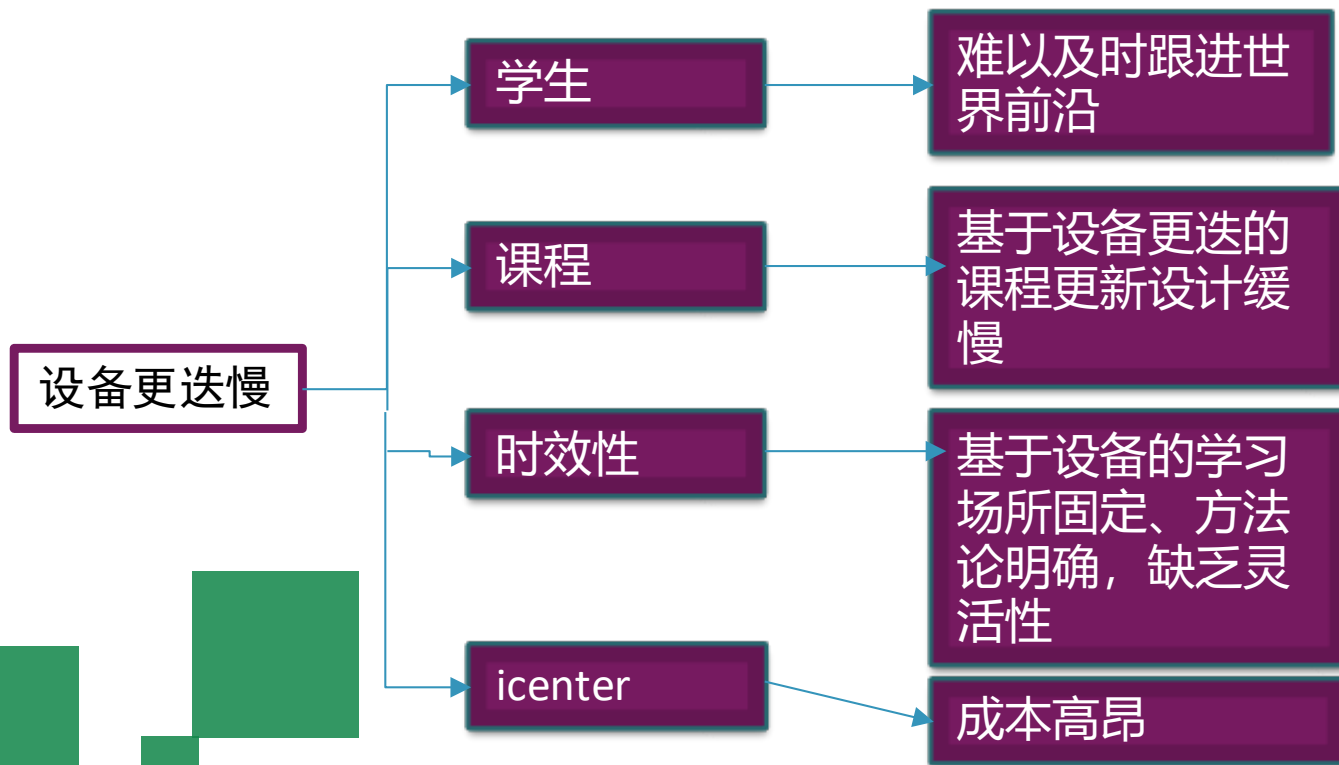 学生
难以及时跟进世
界前沿
课程
基于设备更迭的
课程更新设计缓
慢
设备更迭慢
时效性
基于设备的学习
场所固定、方法
论明确，缺乏灵
活性
icenter
成本高昂